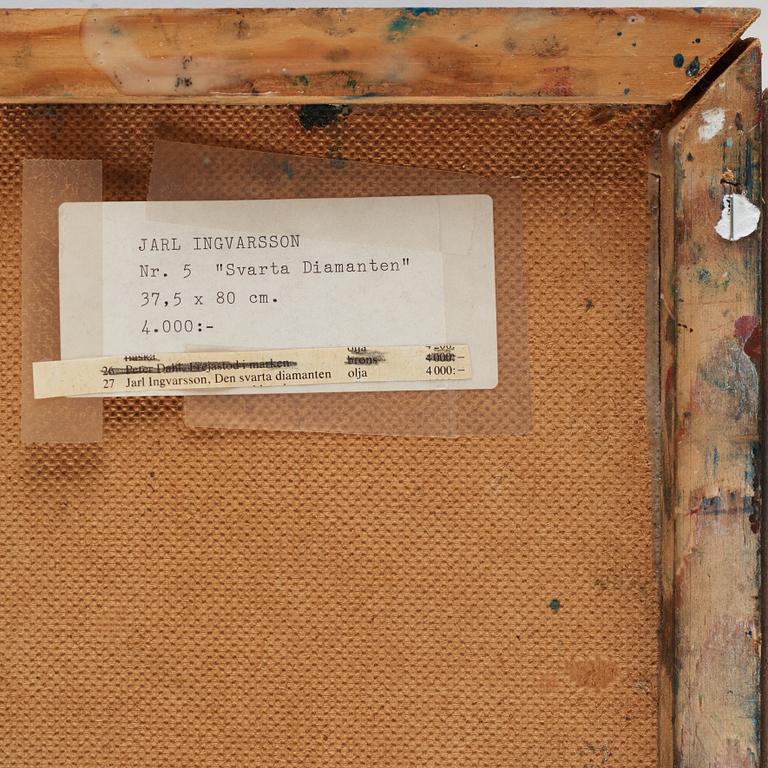 JARL INGVARSSON
Nr. 5 "Svarta Diamanten"
37,5 x 80 cm.
4.000:-
26 Peter Dahl, Frejastod i marken brons 4 000:–
27 Jarl Ingvarsson, Den svarta diamanten olja 4 000:–